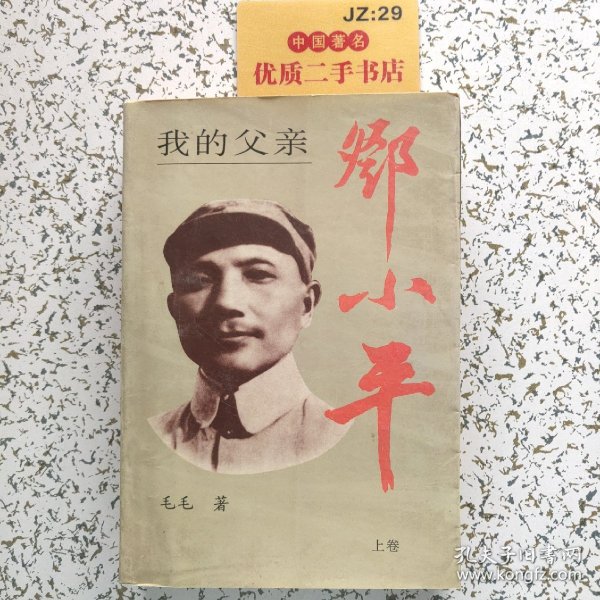 JZ:29
中国著名
优质二手书店
我的父亲
鄧小平
毛毛 著
上卷
孔夫子旧书网
www.kongfz.com